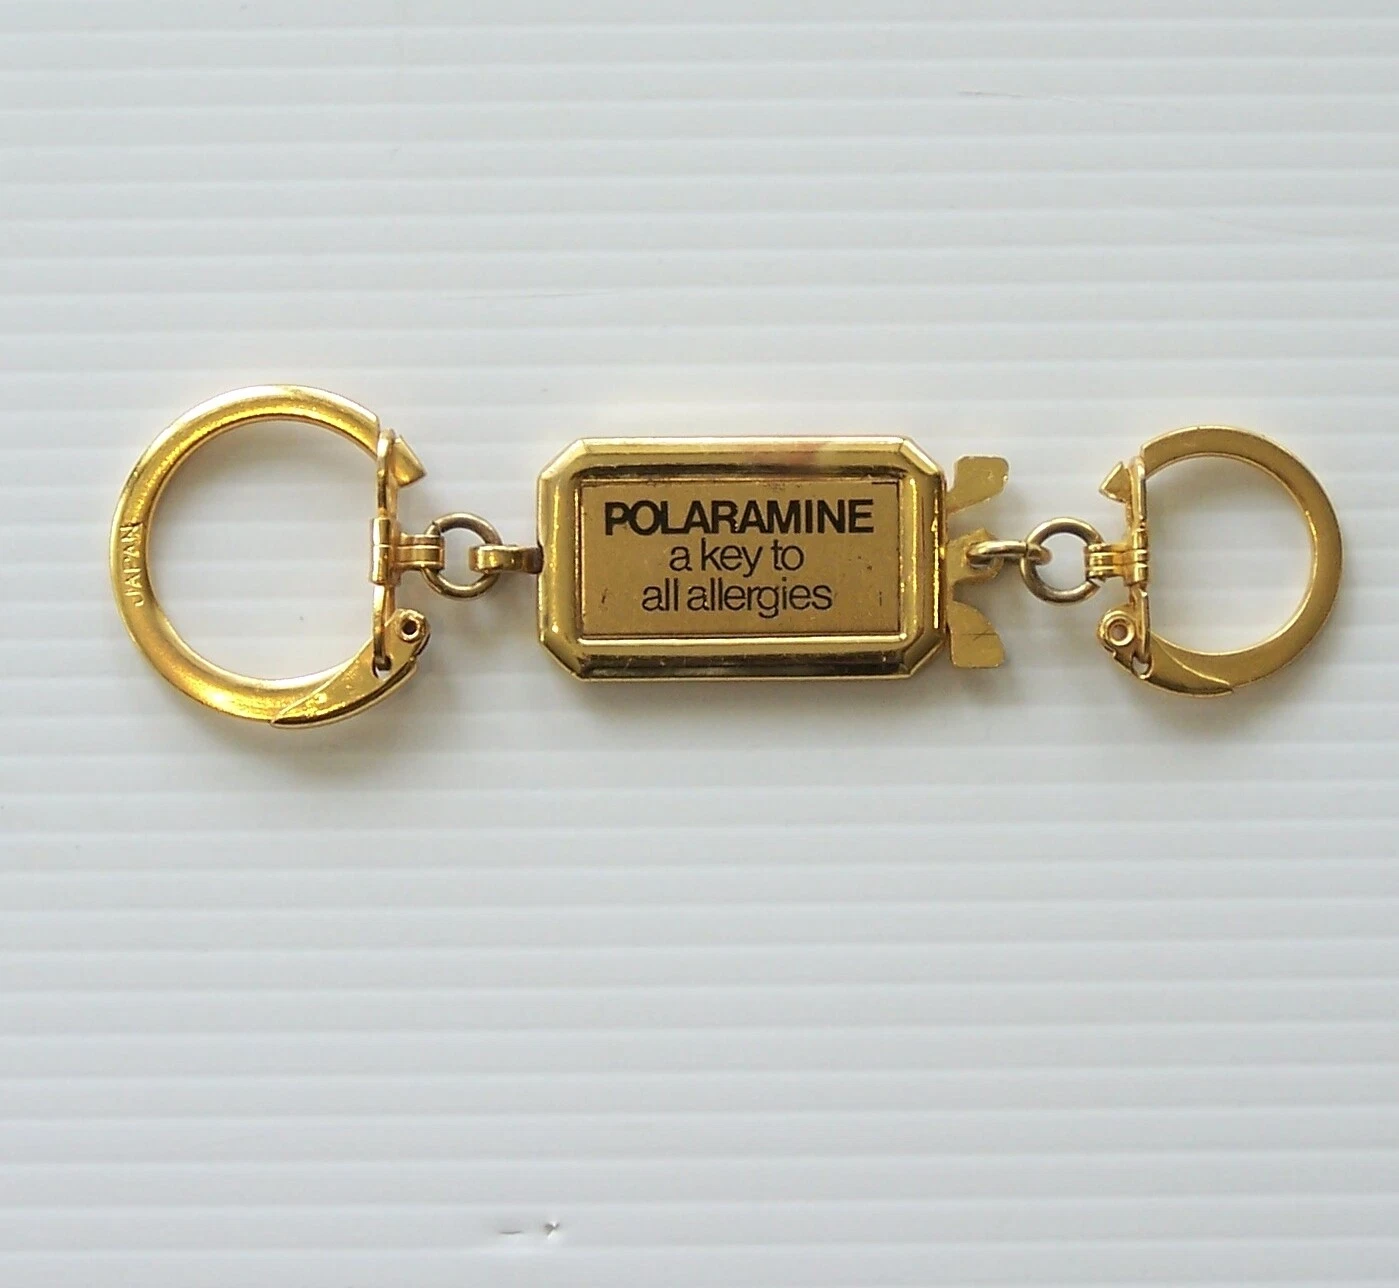 JAPAN
POLARAMINE
a key to
all allergies